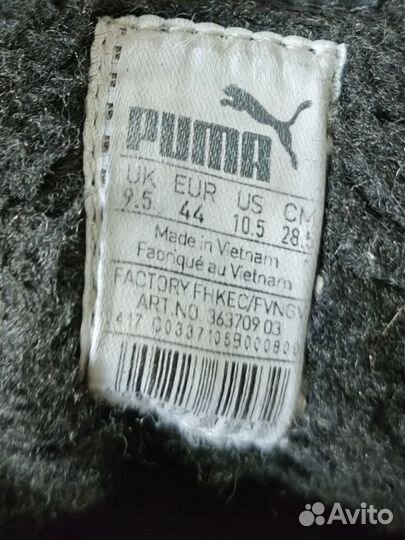 PUMA
UK EUR US CM
9.5 44 10.5 28.5
Made in Vietnam
Fabriqué au Vietnam
FACTORY FHKEC/FVNGV
ART.NO. 363709 03
Avito